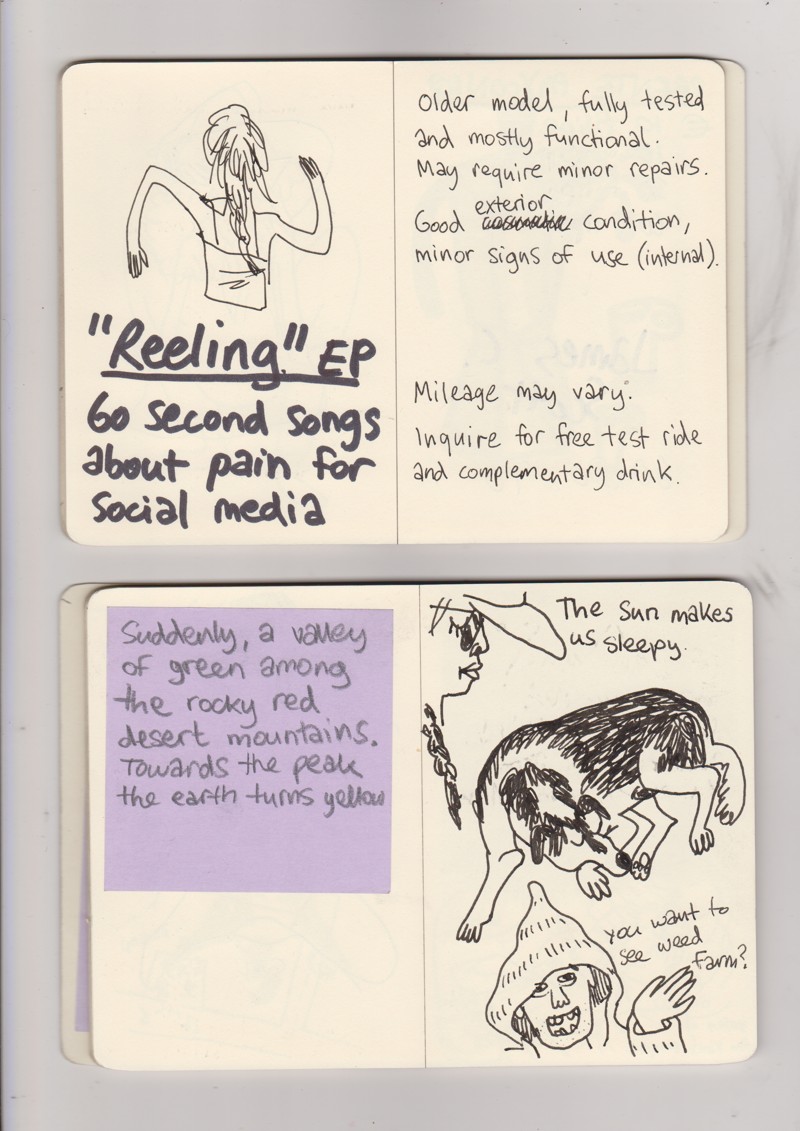 "Reeling" EP
60 second songs
about pain for
social media
Older model, fully tested
and mostly functional.
May require minor repairs.
exterior
Good condition,
minor signs of use (internal).
Mileage may vary.
Inquire for free test ride
and complementary drink.
Suddenly, a valley
of green among
the rocky red
desert mountains.
Towards the peak
the earth turns yellow
The sun makes
us sleepy.
you want to
see weed
farm?